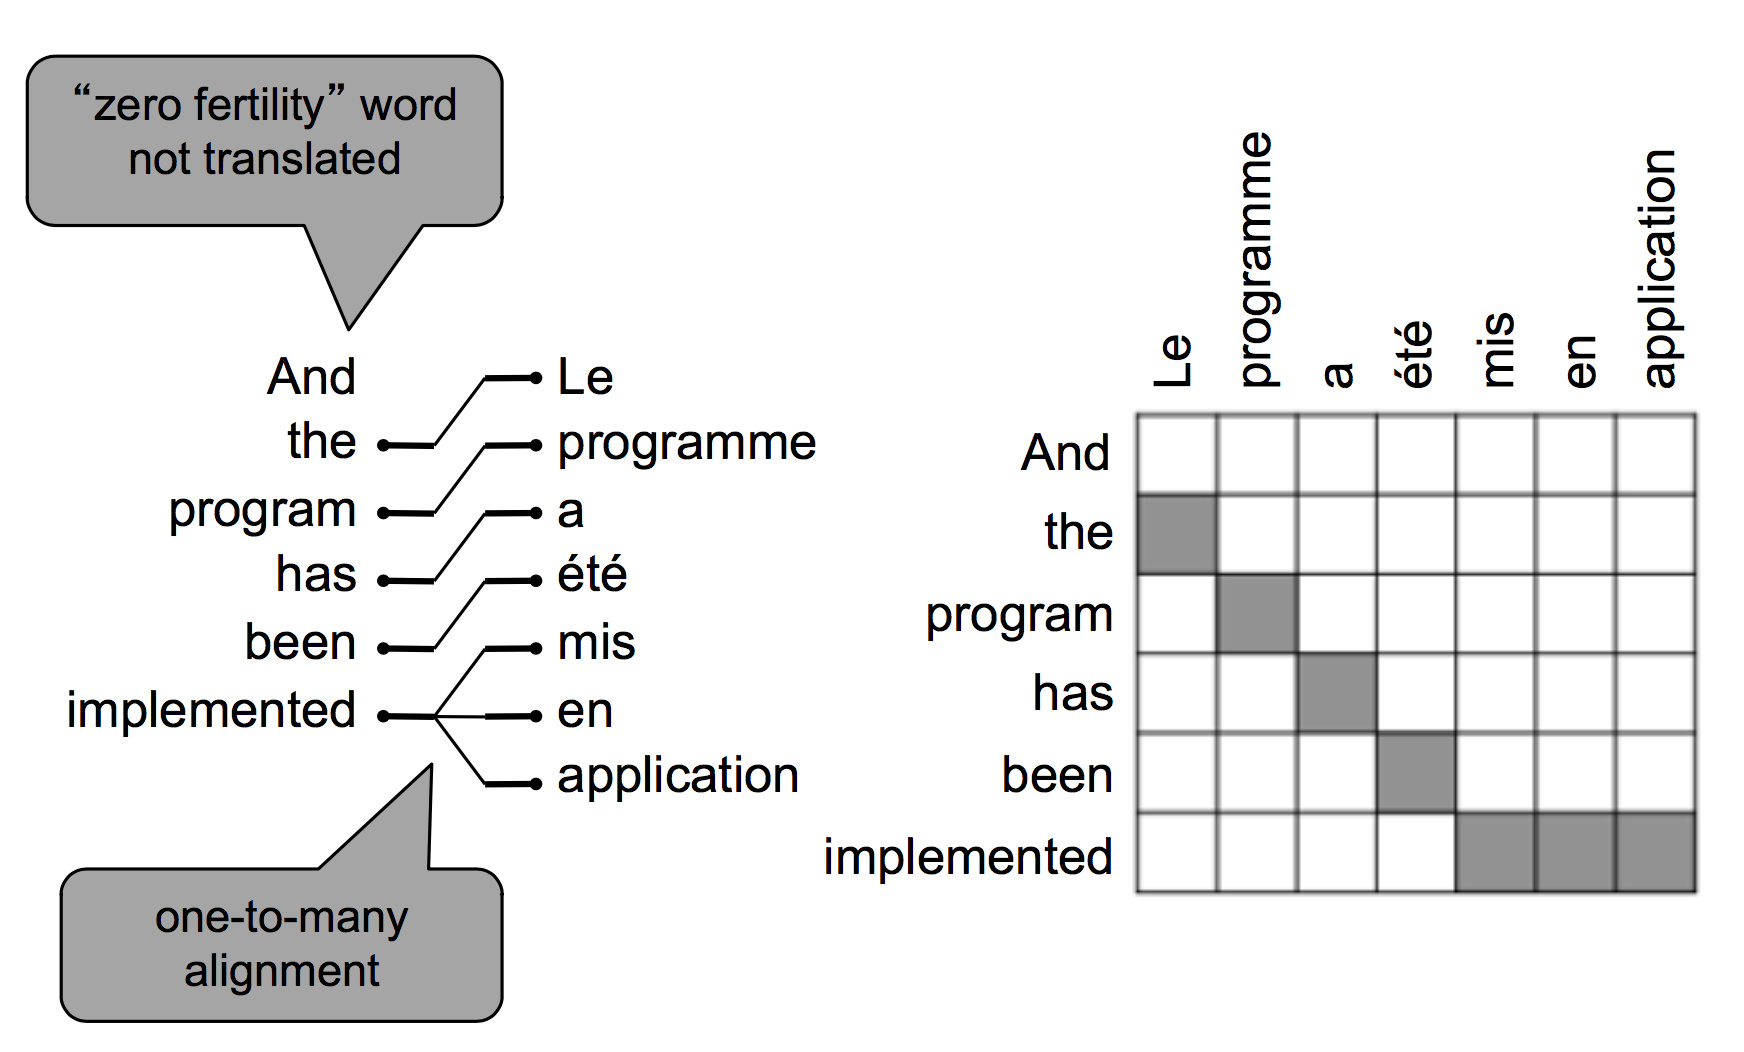 “zero fertility” word
not translated
And Le
the programme
program a
has été
been mis
implemented en
application
one-to-many
alignment
Le programme a été mis en application
And
the
program
has
been
implemented